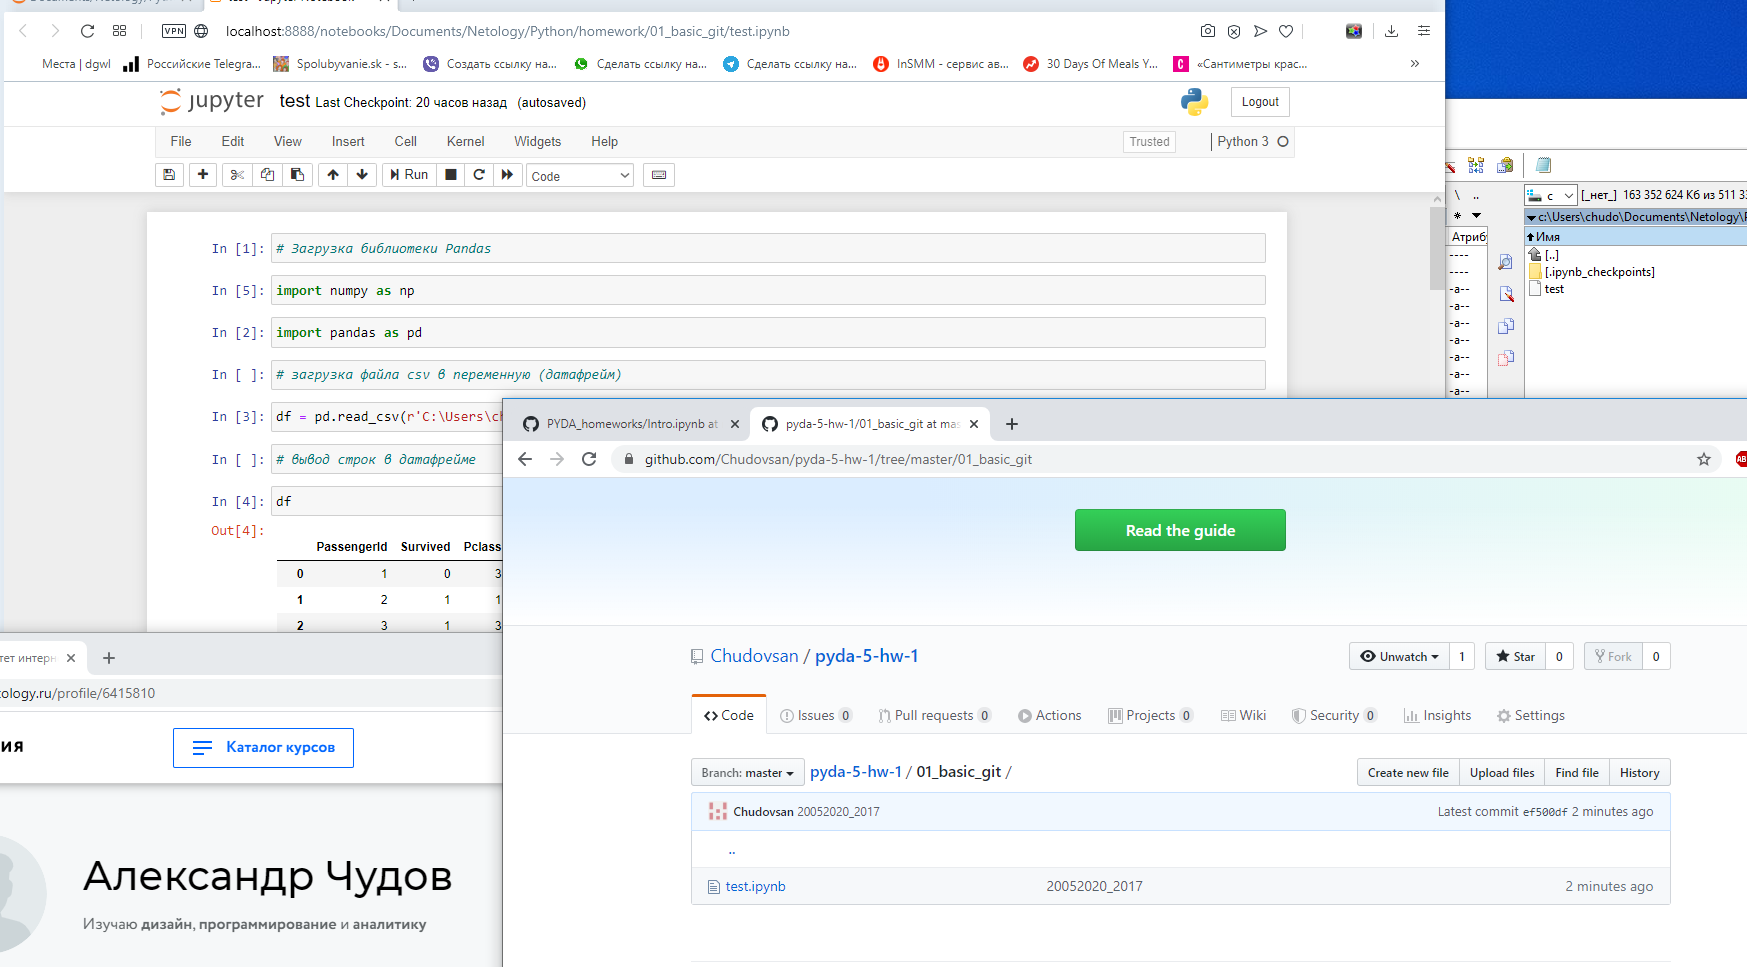 test - Jupyter Notebook
VPN
localhost:8888/notebooks/Documents/Netology/Python/homework/01_basic_git/test.ipynb
Места | dgwl
Российские Telegra...
Spolubyvanie.sk - s...
Создать ссылку на...
Сделать ссылку на...
Сделать ссылку на...
InSMM - сервис ав...
30 Days Of Meals Y...
«Сантиметры крас...
»
jupyter test Last Checkpoint: 20 часов назад (autosaved)
Logout
File Edit View Insert Cell Kernel Widgets Help
Trusted
Python 3
Run
Code
In [1]: # Загрузка библиотеки Pandas
In [5]: import numpy as np
In [2]: import pandas as pd
In [ ]: # загрузка файла csv в переменную (датафрейм)
In [3]: df = pd.read_csv(r'C:\Users\ch
In [ ]: # вывод строк в датафрейме
In [4]: df
Out[4]:
PassengerId Survived Pclass
0 1 0 3
1 2 1 1
2 3 1 3
\ ..
c [_нет_] 163 352 624 Кб из 511 33
* c:\Users\chudo\Documents\Netology\P
Атрибу
Имя
---- [..]
---- [.ipynb_checkpoints]
-a-- test
-a--
-a--
-a--
-a--
-a--
-a--
PYDA_homeworks/Intro.ipynb at
pyda-5-hw-1/01_basic_git at mas
github.com/Chudovsan/pyda-5-hw-1/tree/master/01_basic_git
AB
Read the guide
Chudovsan / pyda-5-hw-1
Unwatch 1
Star 0
Fork 0
Code
Issues 0
Pull requests 0
Actions
Projects 0
Wiki
Security 0
Insights
Settings
Branch: master
pyda-5-hw-1 / 01_basic_git /
Create new file
Upload files
Find file
History
Chudovsan 20052020_2017
Latest commit ef500df 2 minutes ago
..
test.ipynb 20052020_2017 2 minutes ago
тет интерн
tology.ru/profile/6415810
ия
Каталог курсов
Александр Чудов
Изучаю дизайн, программирование и аналитику